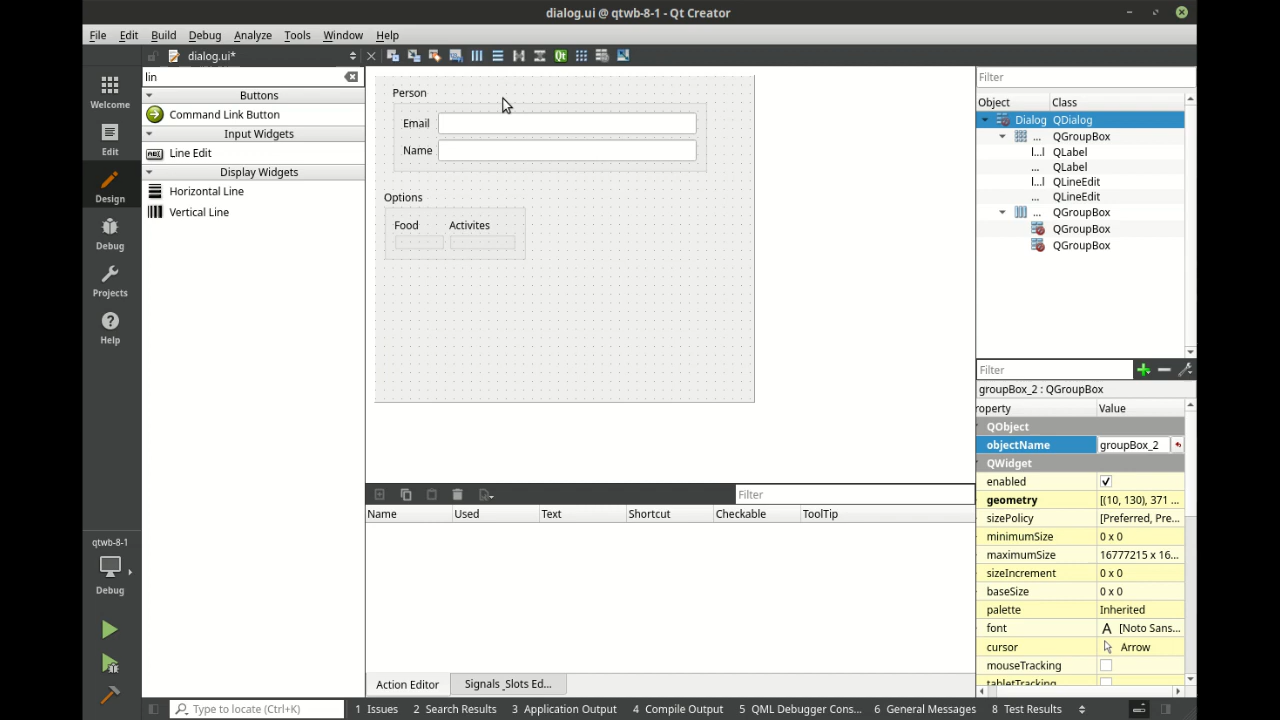 dialog.ui @ qtwb-8-1 - Qt Creator
File Edit View Build Debug Analyze Tools Window Help
dialog.ui*
lin
Filter
Welcome
Edit
Design
Debug
Projects
Help
qtwb-8-1
Debug
Buttons
Command Link Button
Input Widgets
Line Edit
Display Widgets
Horizontal Line
Vertical Line
Person
Email
Name
Options
Food Activites
Object Class
Dialog QDialog
... QGroupBox
l...l QLabel
... QLabel
l...l QLineEdit
... QLineEdit
... QGroupBox
QGroupBox
QGroupBox
Filter
groupBox_2 : QGroupBox
roperty Value
QObject
objectName groupBox_2
QWidget
enabled
geometry [(10, 130), 371 ...
sizePolicy [Preferred, Pre...
minimumSize 0 x 0
maximumSize 16777215 x 16...
sizeIncrement 0 x 0
baseSize 0 x 0
palette Inherited
font A [Noto Sans...
cursor Arrow
mouseTracking
tabletTracking
Filter
Name Used Text Shortcut Checkable ToolTip
Action Editor Signals _Slots Ed...
Type to locate (Ctrl+K) 1 Issues 2 Search Results 3 Application Output 4 Compile Output 5 QML Debugger Cons... 6 General Messages 8 Test Results